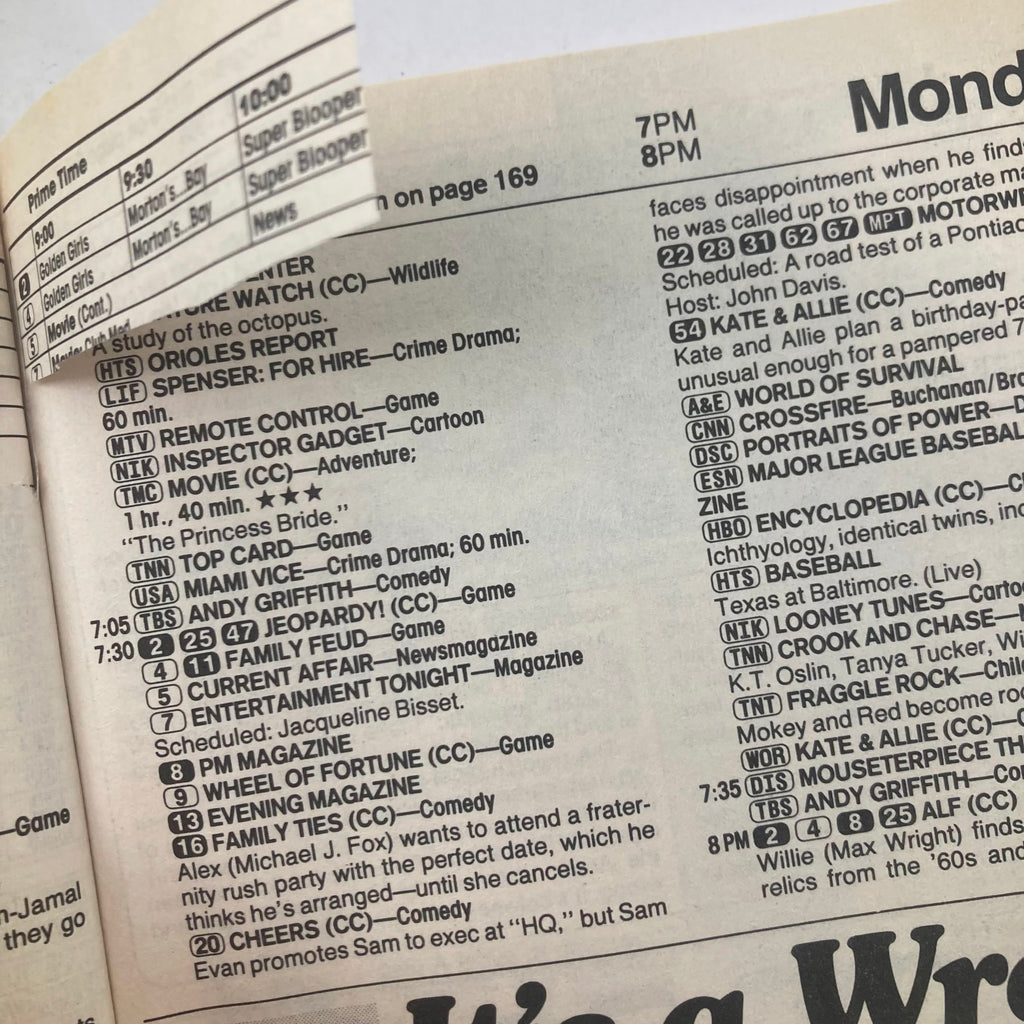 Prime Time
9:00
9:30
10:00
2 Golden Girls
Morton's Bay
Super Blooper
4 Golden Girls
Morton's Bay
Super Blooper
5 Movie (Cont.)
News
7
n on page 169
7PM
8PM
Mond
NTER
URE WATCH (CC)—Wildlife
A study of the octopus.
HTS ORIOLES REPORT
LIF SPENSER: FOR HIRE—Crime Drama;
60 min.
MTV REMOTE CONTROL—Game
NIK INSPECTOR GADGET—Cartoon
TMC MOVIE (CC)—Adventure;
1 hr., 40 min. ★★★
“The Princess Bride.”
TNN TOP CARD—Game
USA MIAMI VICE—Crime Drama; 60 min.
7:05 TBS ANDY GRIFFITH—Comedy
7:30 2 25 47 JEOPARDY! (CC)—Game
4 11 FAMILY FEUD—Game
5 CURRENT AFFAIR—Newsmagazine
7 ENTERTAINMENT TONIGHT—Magazine
Scheduled: Jacqueline Bisset.
8 PM MAGAZINE
9 WHEEL OF FORTUNE (CC)—Game
13 EVENING MAGAZINE
16 FAMILY TIES (CC)—Comedy
Alex (Michael J. Fox) wants to attend a frater-
nity rush party with the perfect date, which he
thinks he's arranged—until she cancels.
20 CHEERS (CC)—Comedy
Evan promotes Sam to exec at “HQ,” but Sam
faces disappointment when he find
he was called up to the corporate ma
22 28 31 62 67 MPT MOTORWE
Scheduled: A road test of a Pontiac
Host: John Davis.
54 KATE & ALLIE (CC)—Comedy
Kate and Allie plan a birthday-pa
unusual enough for a pampered 7
A&E WORLD OF SURVIVAL
CNN CROSSFIRE—Buchanan/Bra
DSC PORTRAITS OF POWER—D
ESN MAJOR LEAGUE BASEBAL
ZINE
HBO ENCYCLOPEDIA (CC)—C
Ichthyology, identical twins, inc
HTS BASEBALL
Texas at Baltimore. (Live)
NIK LOONEY TUNES—Carto
TNN CROOK AND CHASE—
K.T. Oslin, Tanya Tucker, Wi
TNT FRAGGLE ROCK—Chil
Mokey and Red become roo
WOR KATE & ALLIE (CC)—
7:35 DIS MOUSETERPIECE TH
TBS ANDY GRIFFITH—Co
8 PM 2 4 8 25 ALF (CC)
Willie (Max Wright) finds
relics from the '60s and
—Game
n-Jamal
they go
It's a Wro